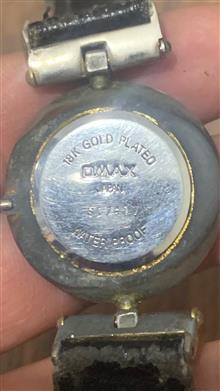 18K GOLD PLATED
OMAX
JAPAN
WATER PROOF